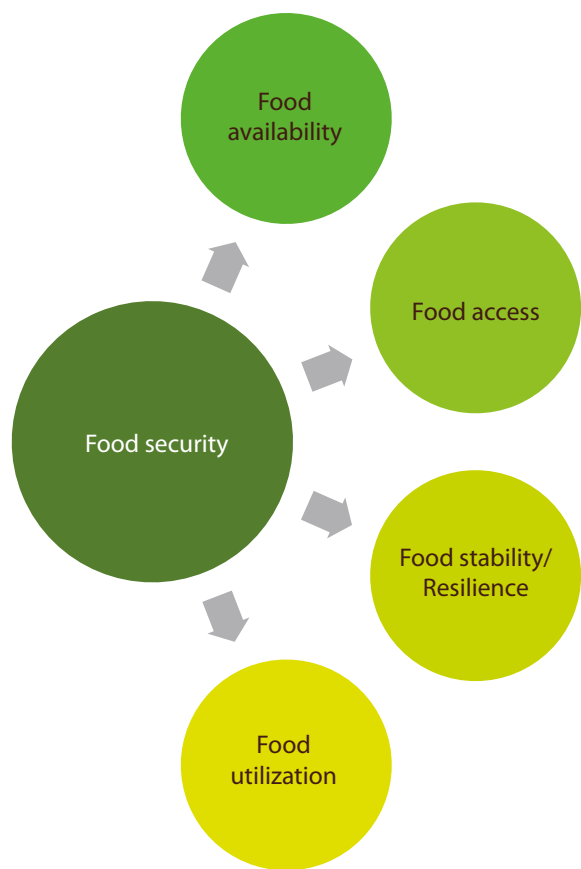 Food
availability
Food access
Food security
Food stability/
Resilience
Food
utilization